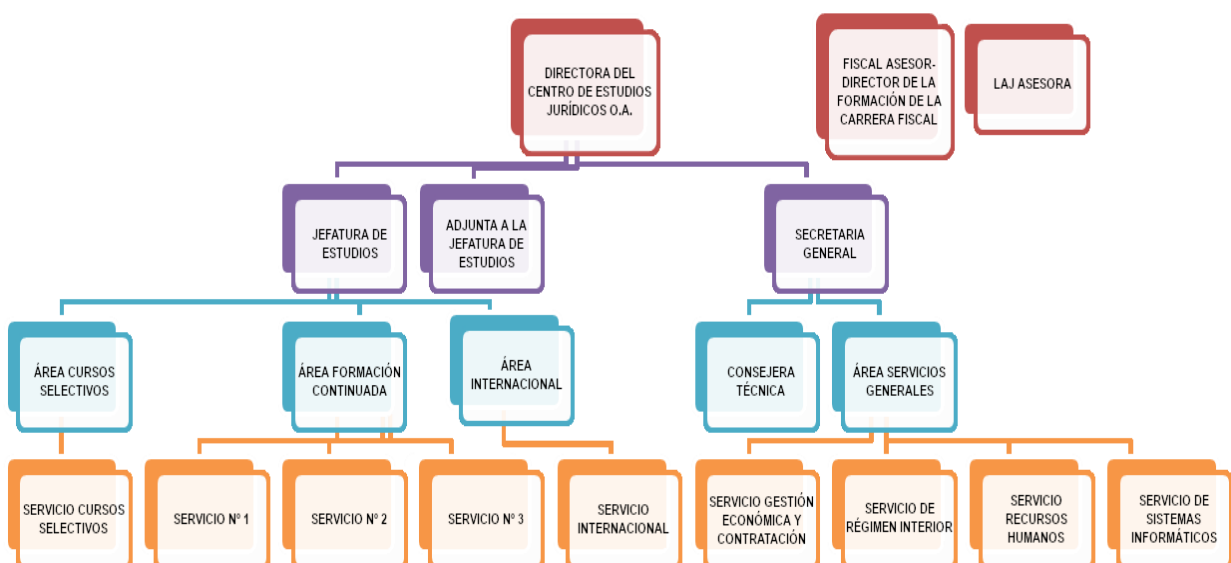 DIRECTORA DEL
CENTRO DE ESTUDIOS
JURÍDICOS O.A.
FISCAL ASESOR-
DIRECTOR DE LA
FORMACIÓN DE LA
CARRERA FISCAL
LAJ ASESORA
JEFATURA DE
ESTUDIOS
ADJUNTA A LA
JEFATURA DE
ESTUDIOS
SECRETARIA
GENERAL
ÁREA CURSOS
SELECTIVOS
ÁREA FORMACIÓN
CONTINUADA
ÁREA
INTERNACIONAL
CONSEJERA
TÉCNICA
ÁREA SERVICIOS
GENERALES
SERVICIO CURSOS
SELECTIVOS
SERVICIO Nº 1
SERVICIO Nº 2
SERVICIO Nº 3
SERVICIO
INTERNACIONAL
SERVICIO GESTIÓN
ECONÓMICA Y
CONTRATACIÓN
SERVICIO DE
RÉGIMEN INTERIOR
SERVICIO
RECURSOS
HUMANOS
SERVICIO DE
SISTEMAS
INFORMÁTICOS